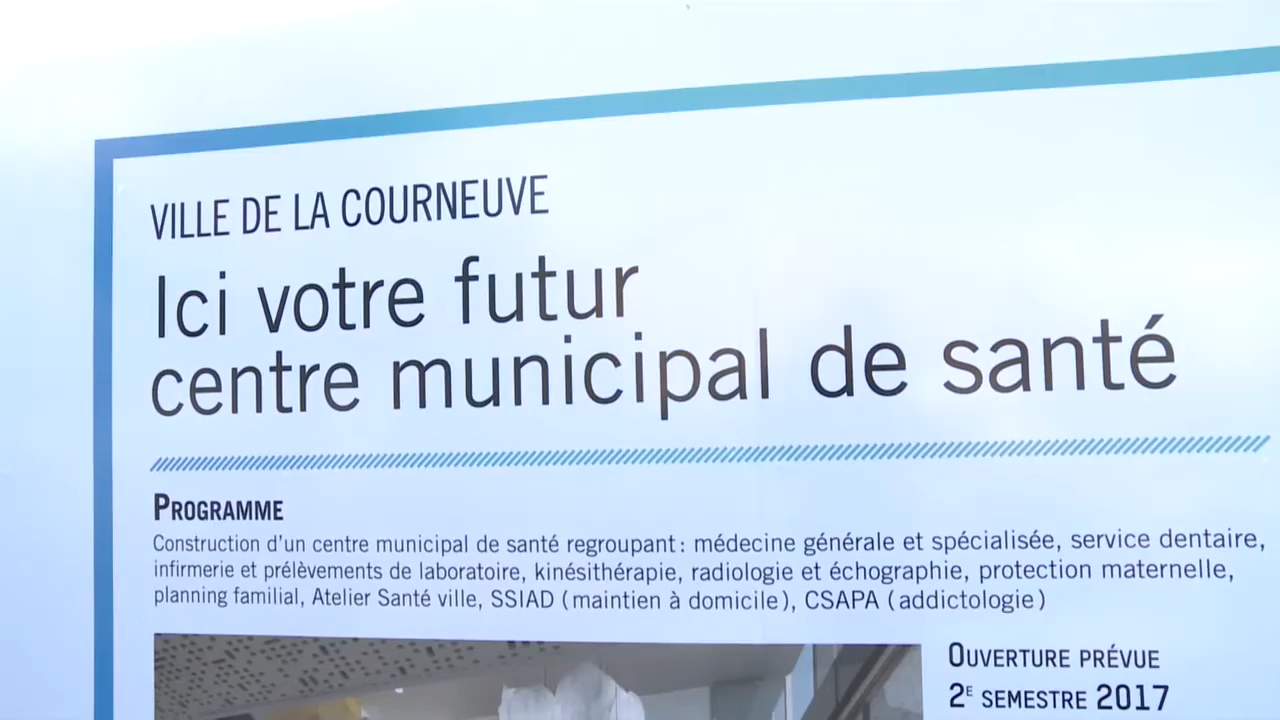 VILLE DE LA COURNEUVE
Ici votre futur
centre municipal de santé
PROGRAMME
Construction d'un centre municipal de santé regroupant : médecine générale et spécialisée, service dentaire,
infirmerie et prélèvements de laboratoire, kinésithérapie, radiologie et échographie, protection maternelle,
planning familial, Atelier Santé ville, SSIAD (maintien à domicile), CSAPA (addictologie)
OUVERTURE PRÉVUE
2E SEMESTRE 2017